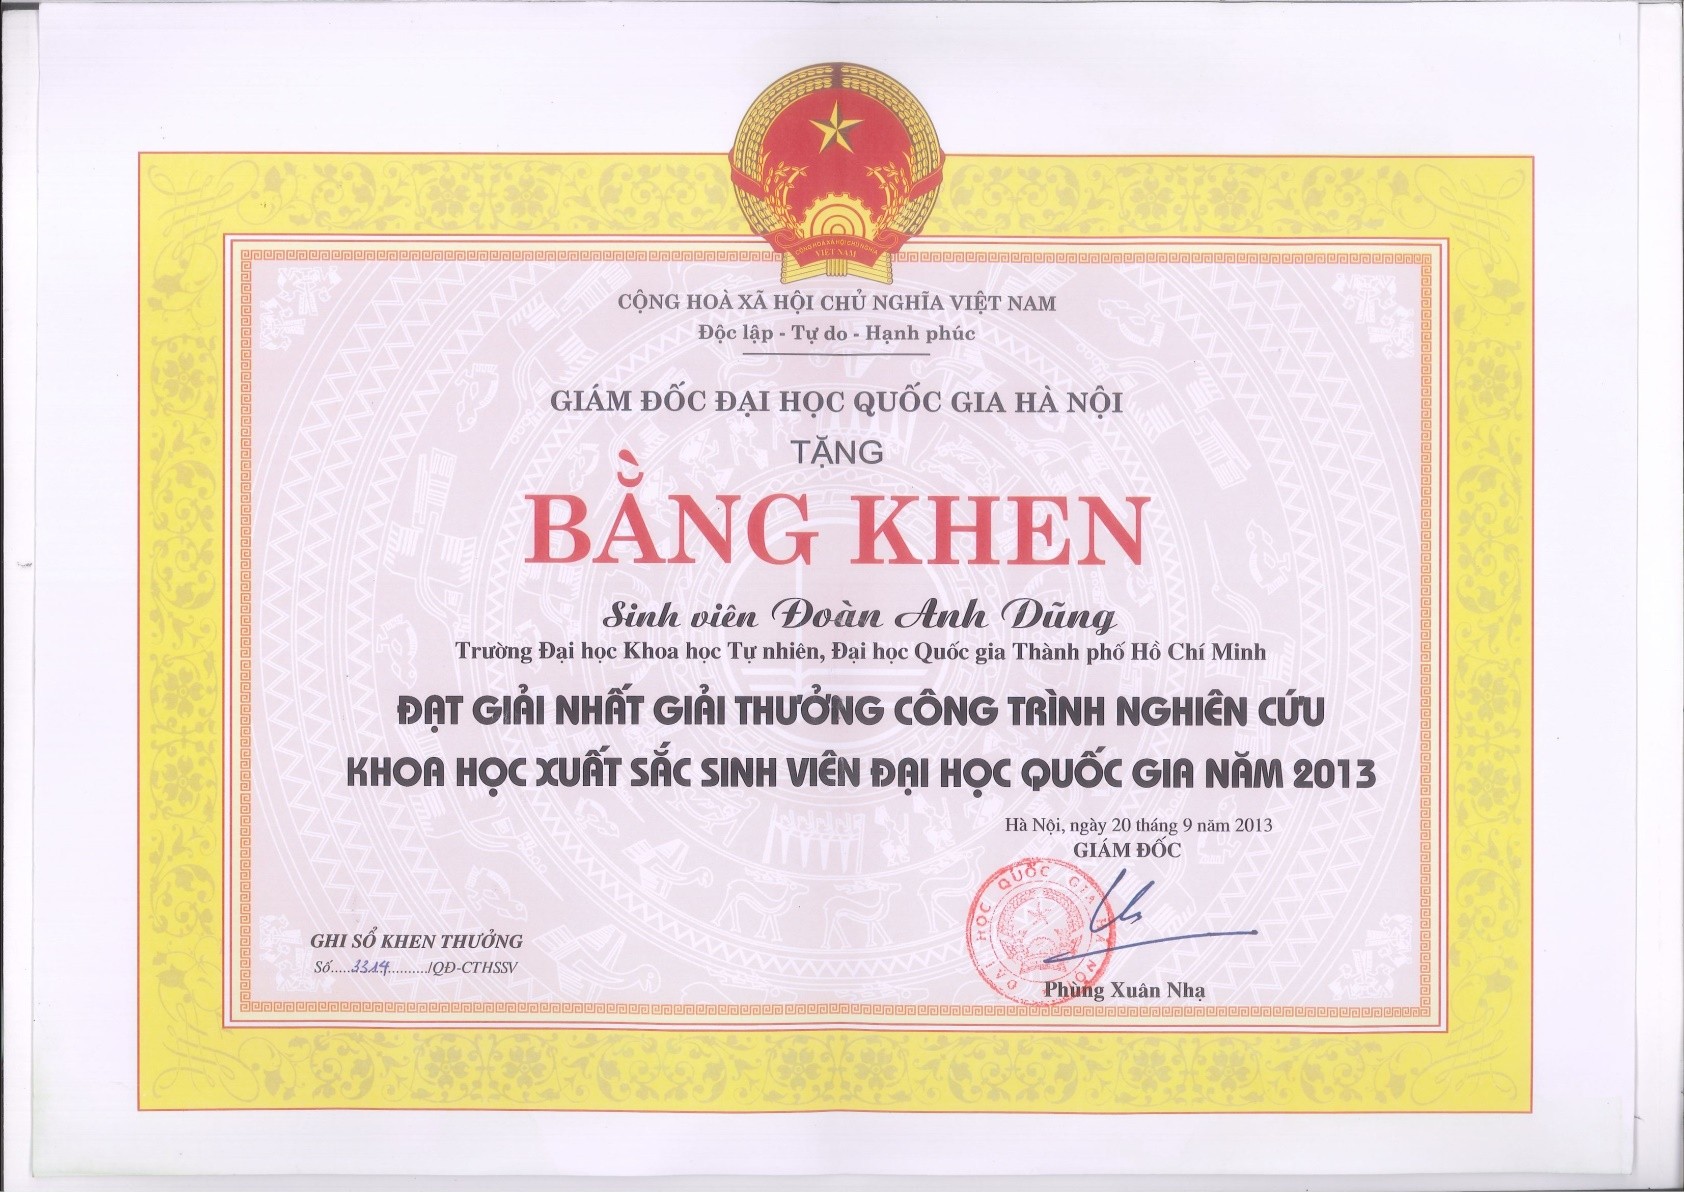 CỘNG HOÀ XÃ HỘI CHỦ NGHĨA
VIỆT NAM
CỘNG HOÀ XÃ HỘI CHỦ NGHĨA VIỆT NAM
Độc lập - Tự do - Hạnh phúc
GIÁM ĐỐC ĐẠI HỌC QUỐC GIA HÀ NỘI
TẶNG
BẰNG KHEN
Sinh viên Đoàn Anh Dũng
Trường Đại học Khoa học Tự nhiên, Đại học Quốc gia Thành phố Hồ Chí Minh
ĐẠT GIẢI NHẤT GIẢI THƯỞNG CÔNG TRÌNH NGHIÊN CỨU
KHOA HỌC XUẤT SẮC SINH VIÊN ĐẠI HỌC QUỐC GIA NĂM 2013
Hà Nội, ngày 20 tháng 9 năm 2013
GIÁM ĐỐC
ĐẠI HỌC QUỐC GIA HÀ NỘI
Phùng Xuân Nhạ
GHI SỔ KHEN THƯỞNG
Số.....3314........../QĐ-CTHSSV